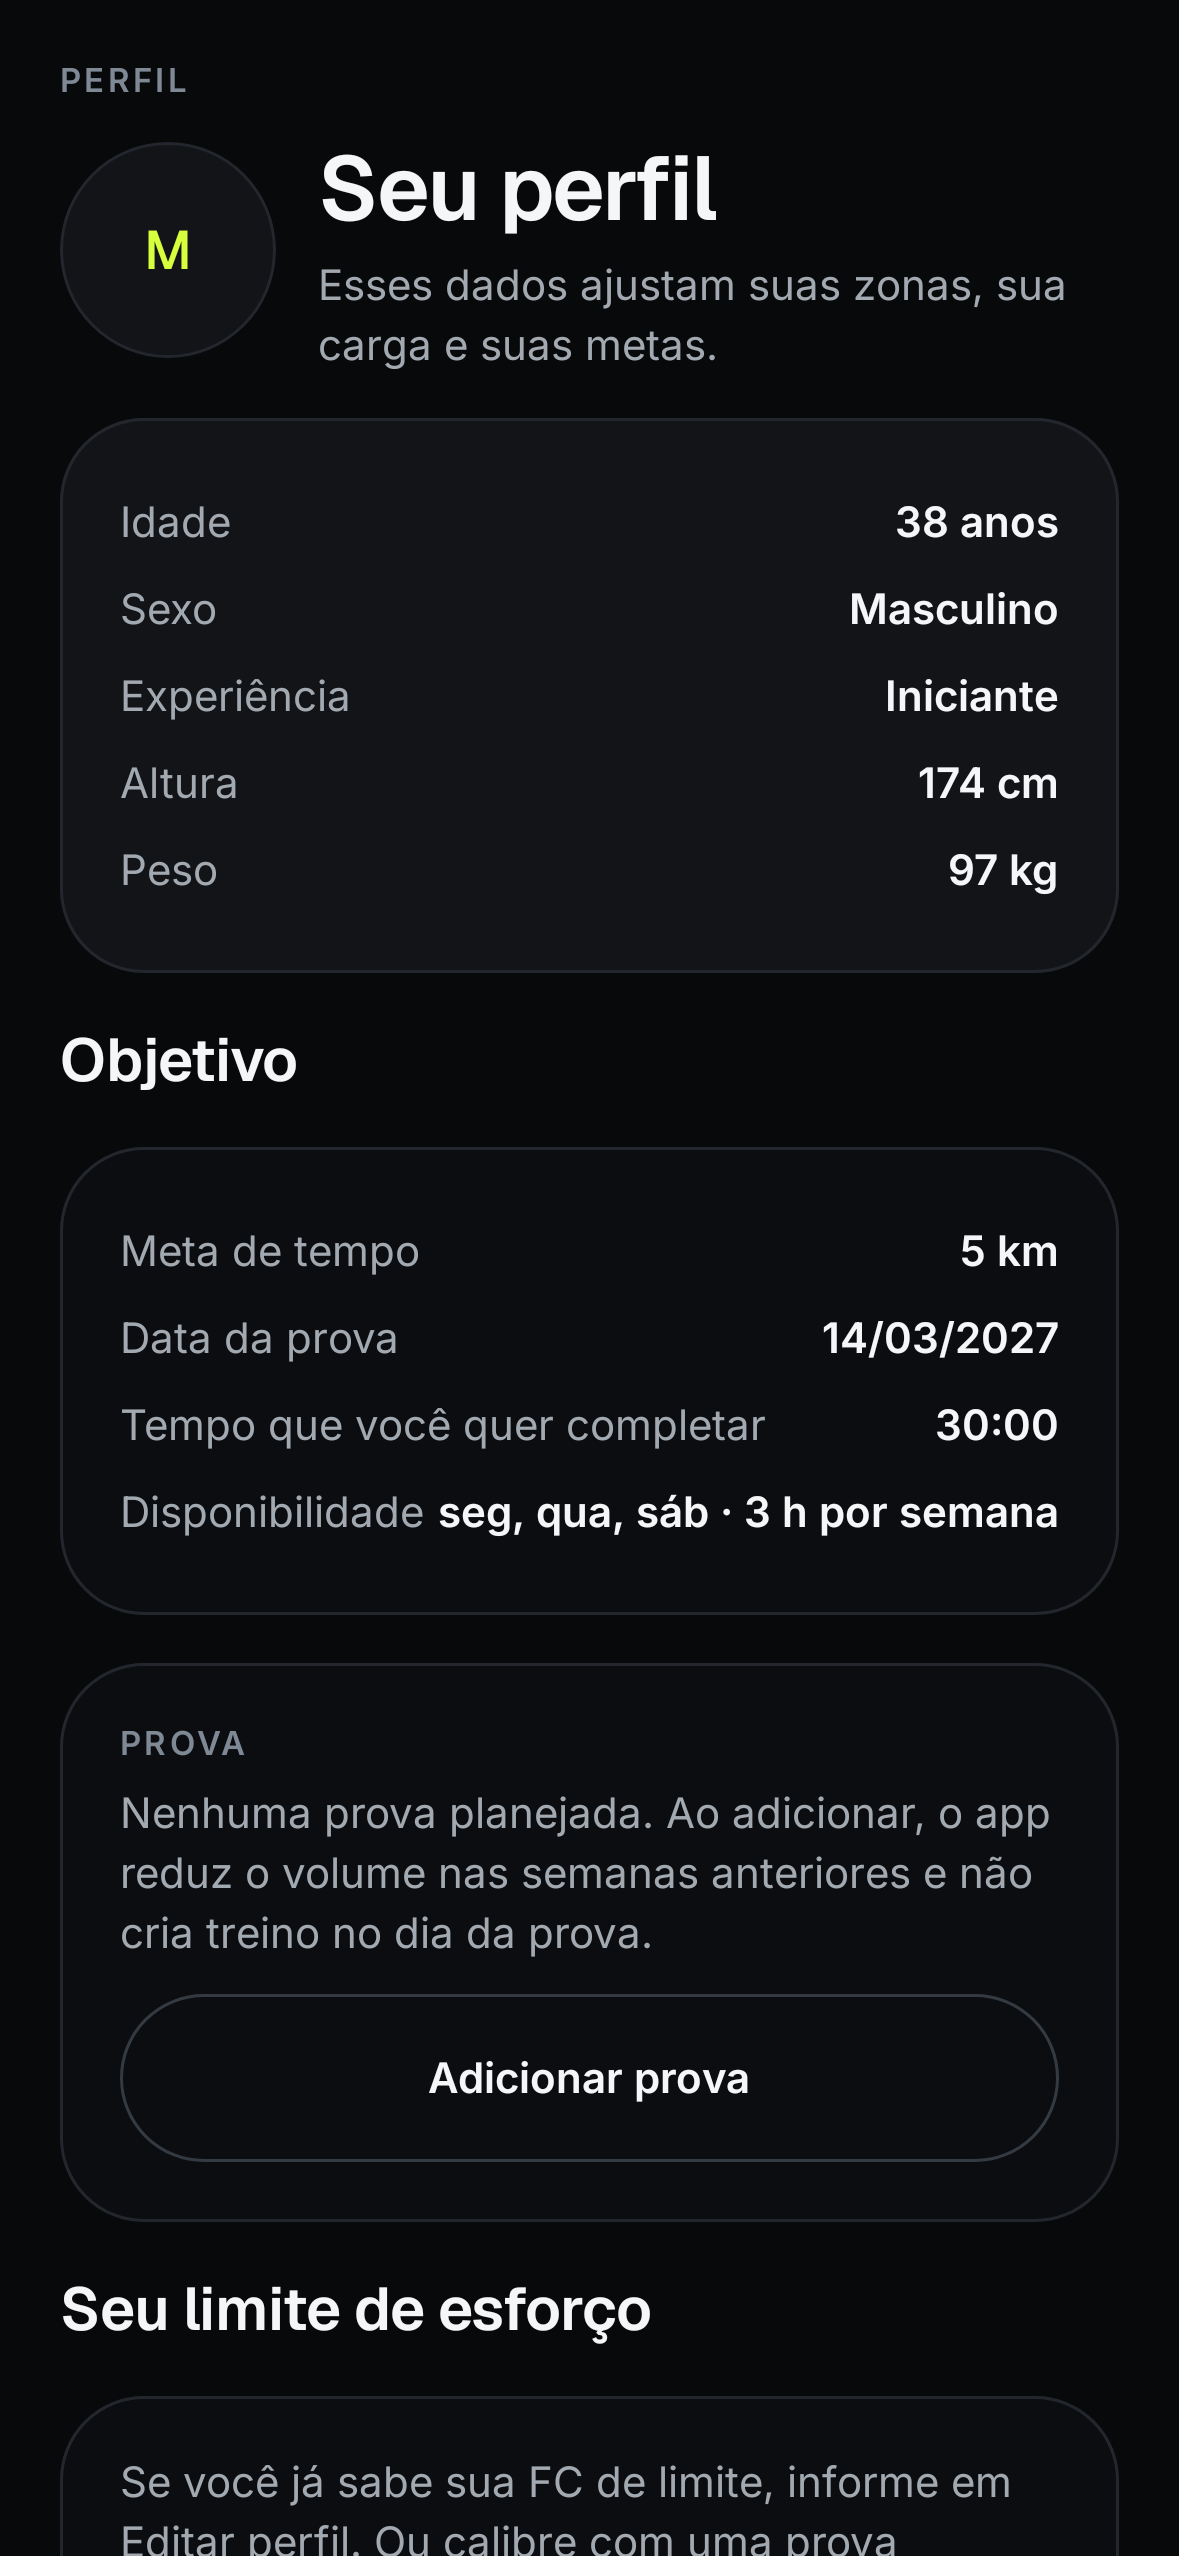 PERFIL
M
Seu perfil
Esses dados ajustam suas zonas, sua
carga e suas metas.
Idade 38 anos
Sexo Masculino
Experiência Iniciante
Altura 174 cm
Peso 97 kg
Objetivo
Meta de tempo 5 km
Data da prova 14/03/2027
Tempo que você quer completar 30:00
Disponibilidade seg, qua, sáb · 3 h por semana
PROVA
Nenhuma prova planejada. Ao adicionar, o app
reduz o volume nas semanas anteriores e não
cria treino no dia da prova.
Adicionar prova
Seu limite de esforço
Se você já sabe sua FC de limite, informe em
Editar perfil. Ou calibre com uma prova